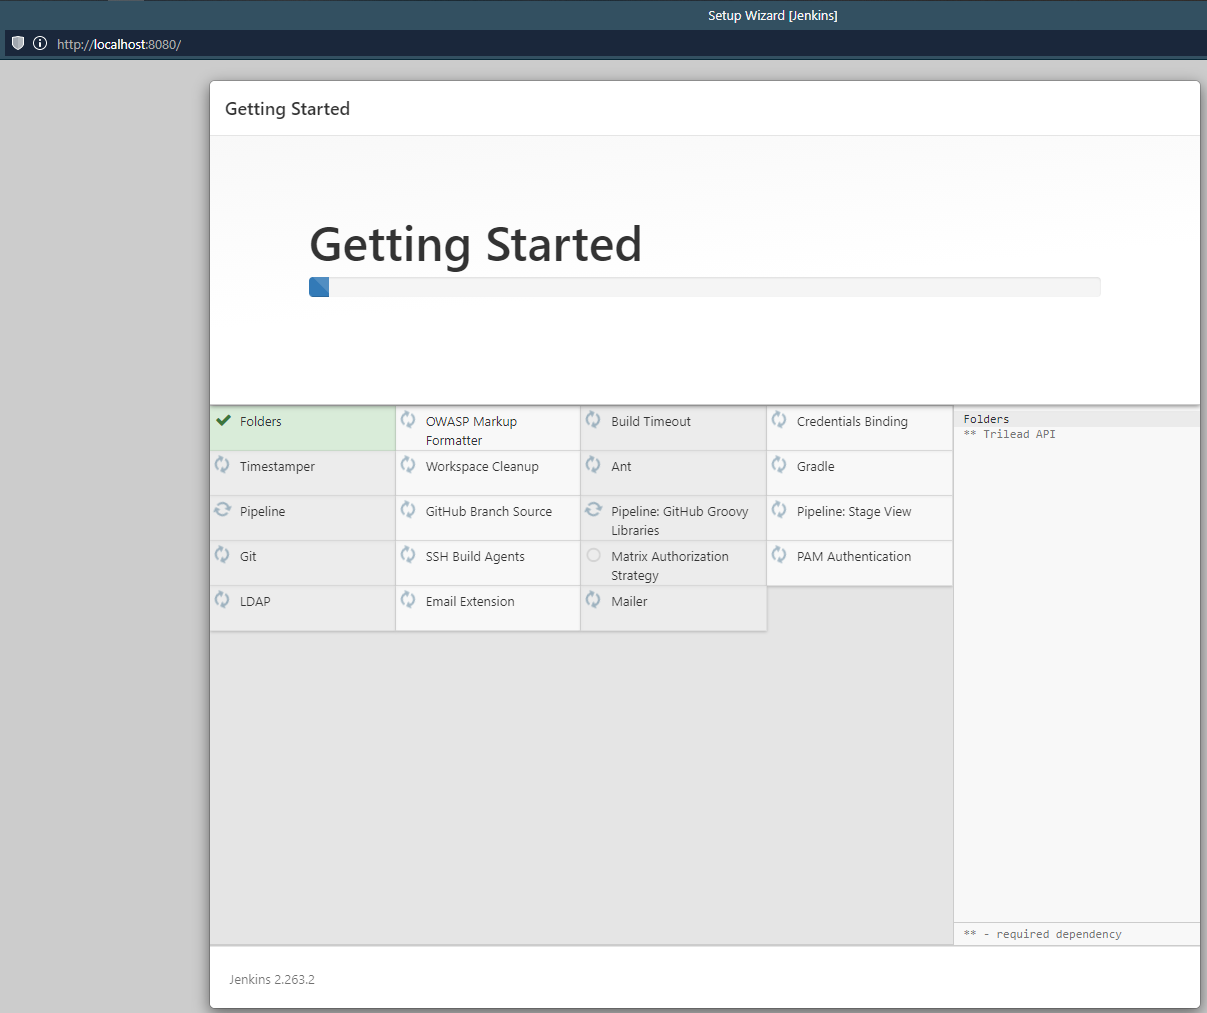 Setup Wizard [Jenkins]
http://localhost:8080/
Getting Started
Getting Started
Folders
OWASP Markup
Formatter
Build Timeout
Credentials Binding
Timestamper
Workspace Cleanup
Ant
Gradle
Pipeline
GitHub Branch Source
Pipeline: GitHub Groovy
Libraries
Pipeline: Stage View
Git
SSH Build Agents
Matrix Authorization
Strategy
PAM Authentication
LDAP
Email Extension
Mailer
Folders
** Trilead API
** - required dependency
Jenkins 2.263.2